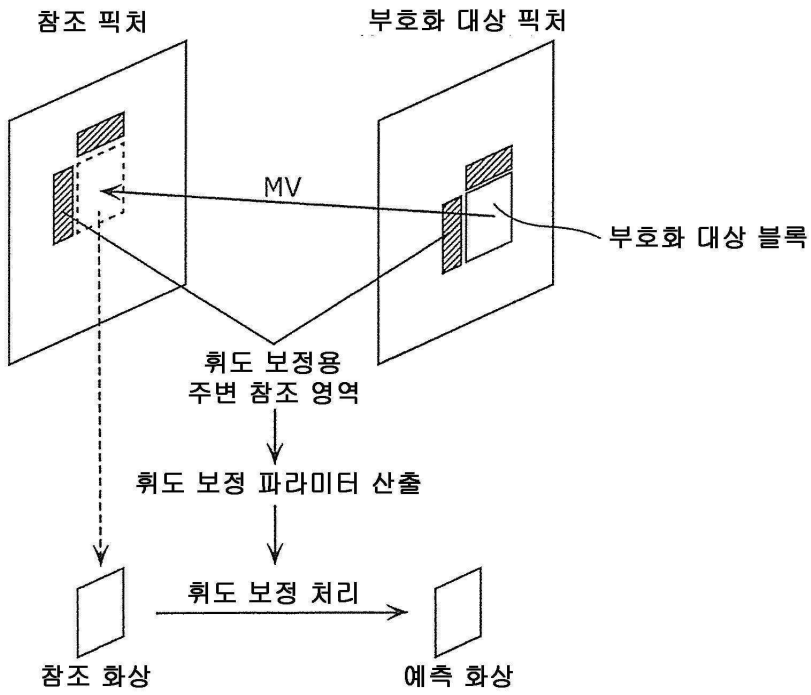 참조 픽처
부호화 대상 픽처
MV
부호화 대상 블록
휘도 보정용
주변 참조 영역
휘도 보정 파라미터 산출
휘도 보정 처리
참조 화상
예측 화상